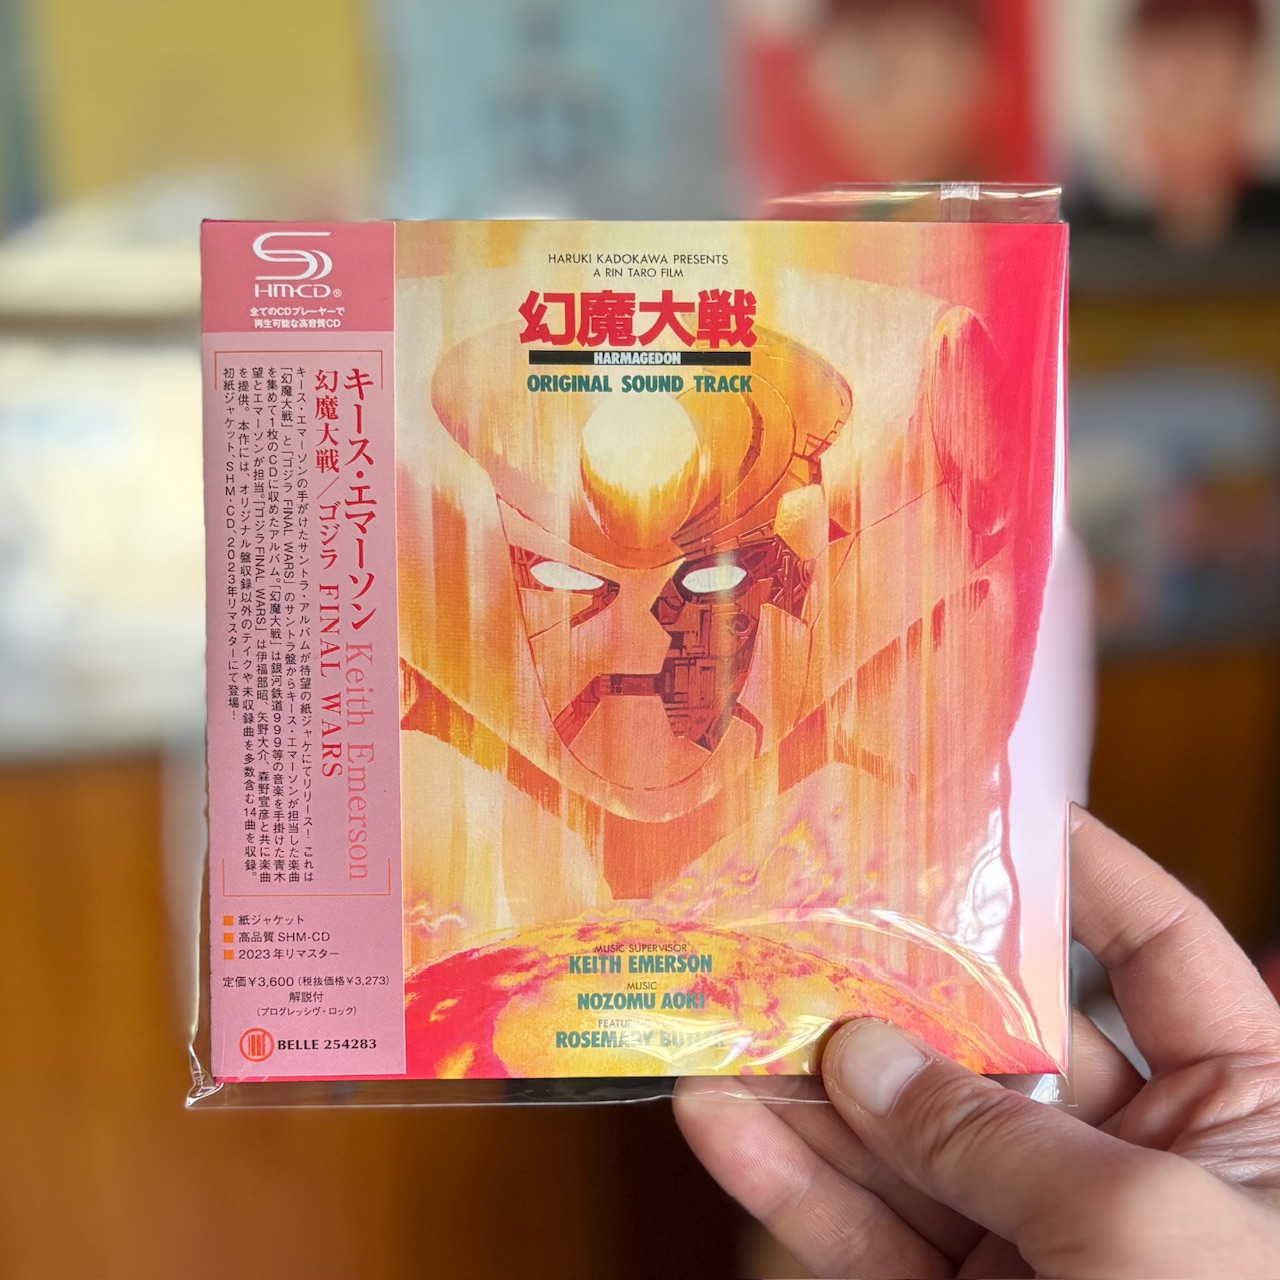 SHM-CD®
全てのCDプレーヤーで
再生可能な高音質CD
キース・エマーソン Keith Emerson
幻魔大戦／ゴジラ FINAL WARS
キース・エマーソンの手がけたサントラ・アルバムが待望の紙ジャケにてリリース！これは
「幻魔大戦」と「ゴジラ FINAL WARS」のサントラ盤からキース・エマーソンが担当した楽曲
を集めて1枚のCDに収めたアルバム。「幻魔大戦」は銀河鉄道999等の音楽を手掛けた青木
望とエマーソンが担当。「ゴジラFINAL WARS」は伊福部昭、矢野大介、森野宣彦と共に楽曲
を提供。本作には、オリジナル盤収録以外のテイクや未収録曲を多数含む14曲を収録。
初紙ジャケット、SHM-CD、2023年リマスターにて登場！
■ 紙ジャケット
■ 高品質SHM-CD
■ 2023年リマスター
定価￥3,600（税抜価格￥3,273）
解説付
（プログレッシヴ・ロック）
BELLE 254283
HARUKI KADOKAWA PRESENTS
A RIN TARO FILM
幻魔大戦
HARMAGEDON
ORIGINAL SOUND TRACK
MUSIC SUPERVISOR
KEITH EMERSON
MUSIC
NOZOMU AOKI
FEATURING
ROSEMARY BUTLER